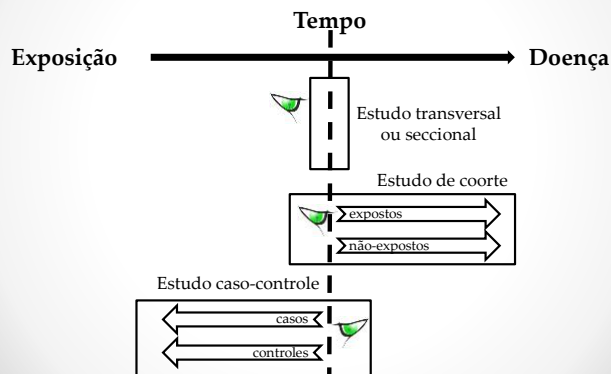 Tempo
Exposição
Doença
Estudo transversal
ou seccional
Estudo de coorte
expostos
não-expostos
Estudo caso-controle
casos
controles